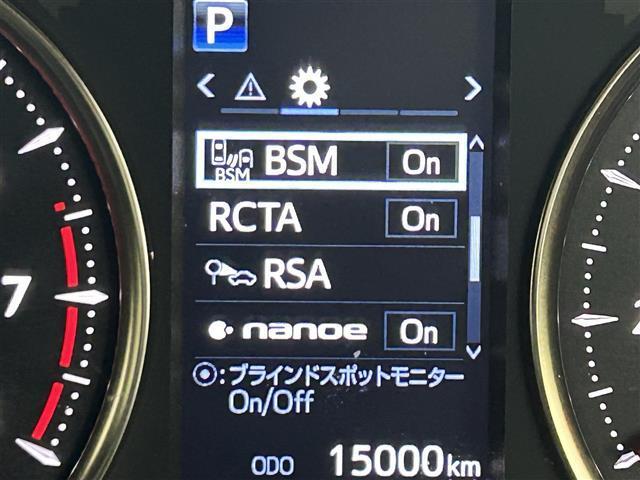 P
BSM BSM On
RCTA On
RSA
nanoe On
7
:ブラインドスポットモニター
On/Off
ODO 15000km